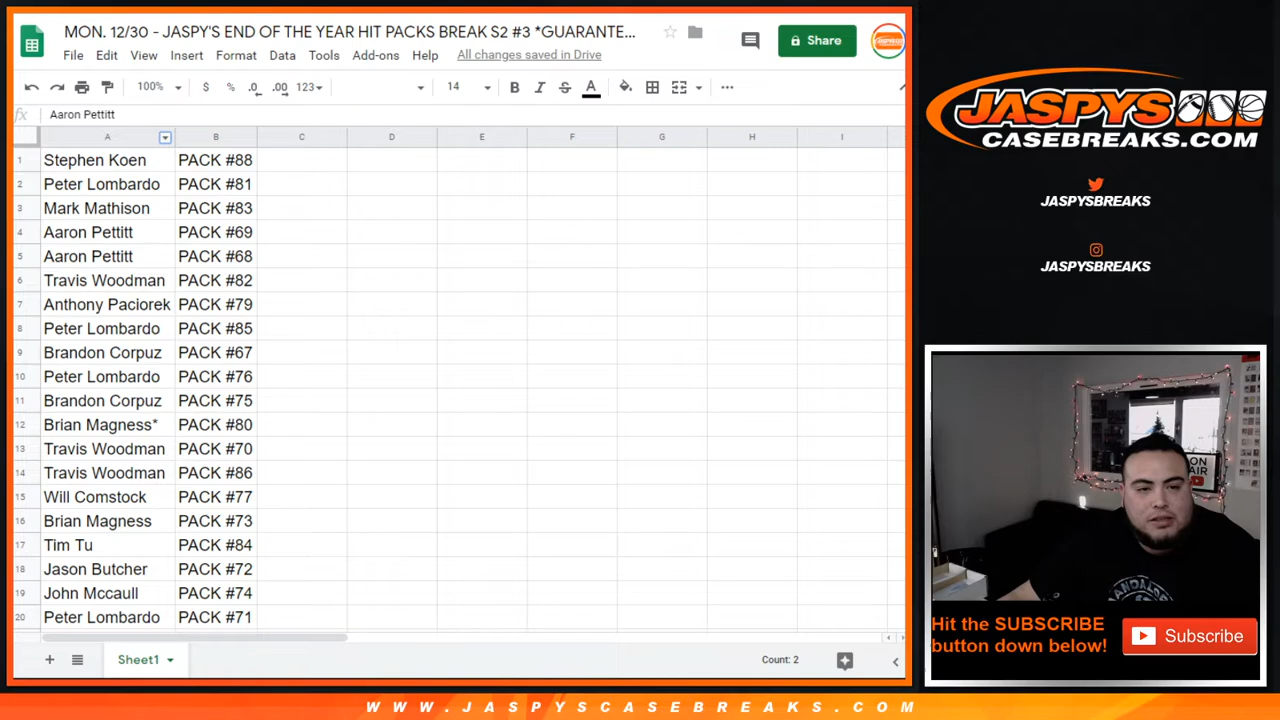 MON. 12/30 - JASPY'S END OF THE YEAR HIT PACKS BREAK S2 #3 *GUARANTE...
File Edit View Insert Format Data Tools Add-ons Help All changes saved in Drive
Share
100% $ % .0 .00 123 14 B I S A
fx Aaron Pettitt
A B C D E F G H I
1 Stephen Koen PACK #88
2 Peter Lombardo PACK #81
3 Mark Mathison PACK #83
4 Aaron Pettitt PACK #69
5 Aaron Pettitt PACK #68
6 Travis Woodman PACK #82
7 Anthony Paciorek PACK #79
8 Peter Lombardo PACK #85
9 Brandon Corpuz PACK #67
10 Peter Lombardo PACK #76
11 Brandon Corpuz PACK #75
12 Brian Magness* PACK #80
13 Travis Woodman PACK #70
14 Travis Woodman PACK #86
15 Will Comstock PACK #77
16 Brian Magness PACK #73
17 Tim Tu PACK #84
18 Jason Butcher PACK #72
19 John Mccaull PACK #74
20 Peter Lombardo PACK #71
Sheet1
Count: 2
JASPYS
CASEBREAKS.COM
JASPYSBREAKS
JASPYSBREAKS
ON
AIR
Hit the SUBSCRIBE
button down below!
Subscribe
WWW.JASPYSCASEBREAKS.COM